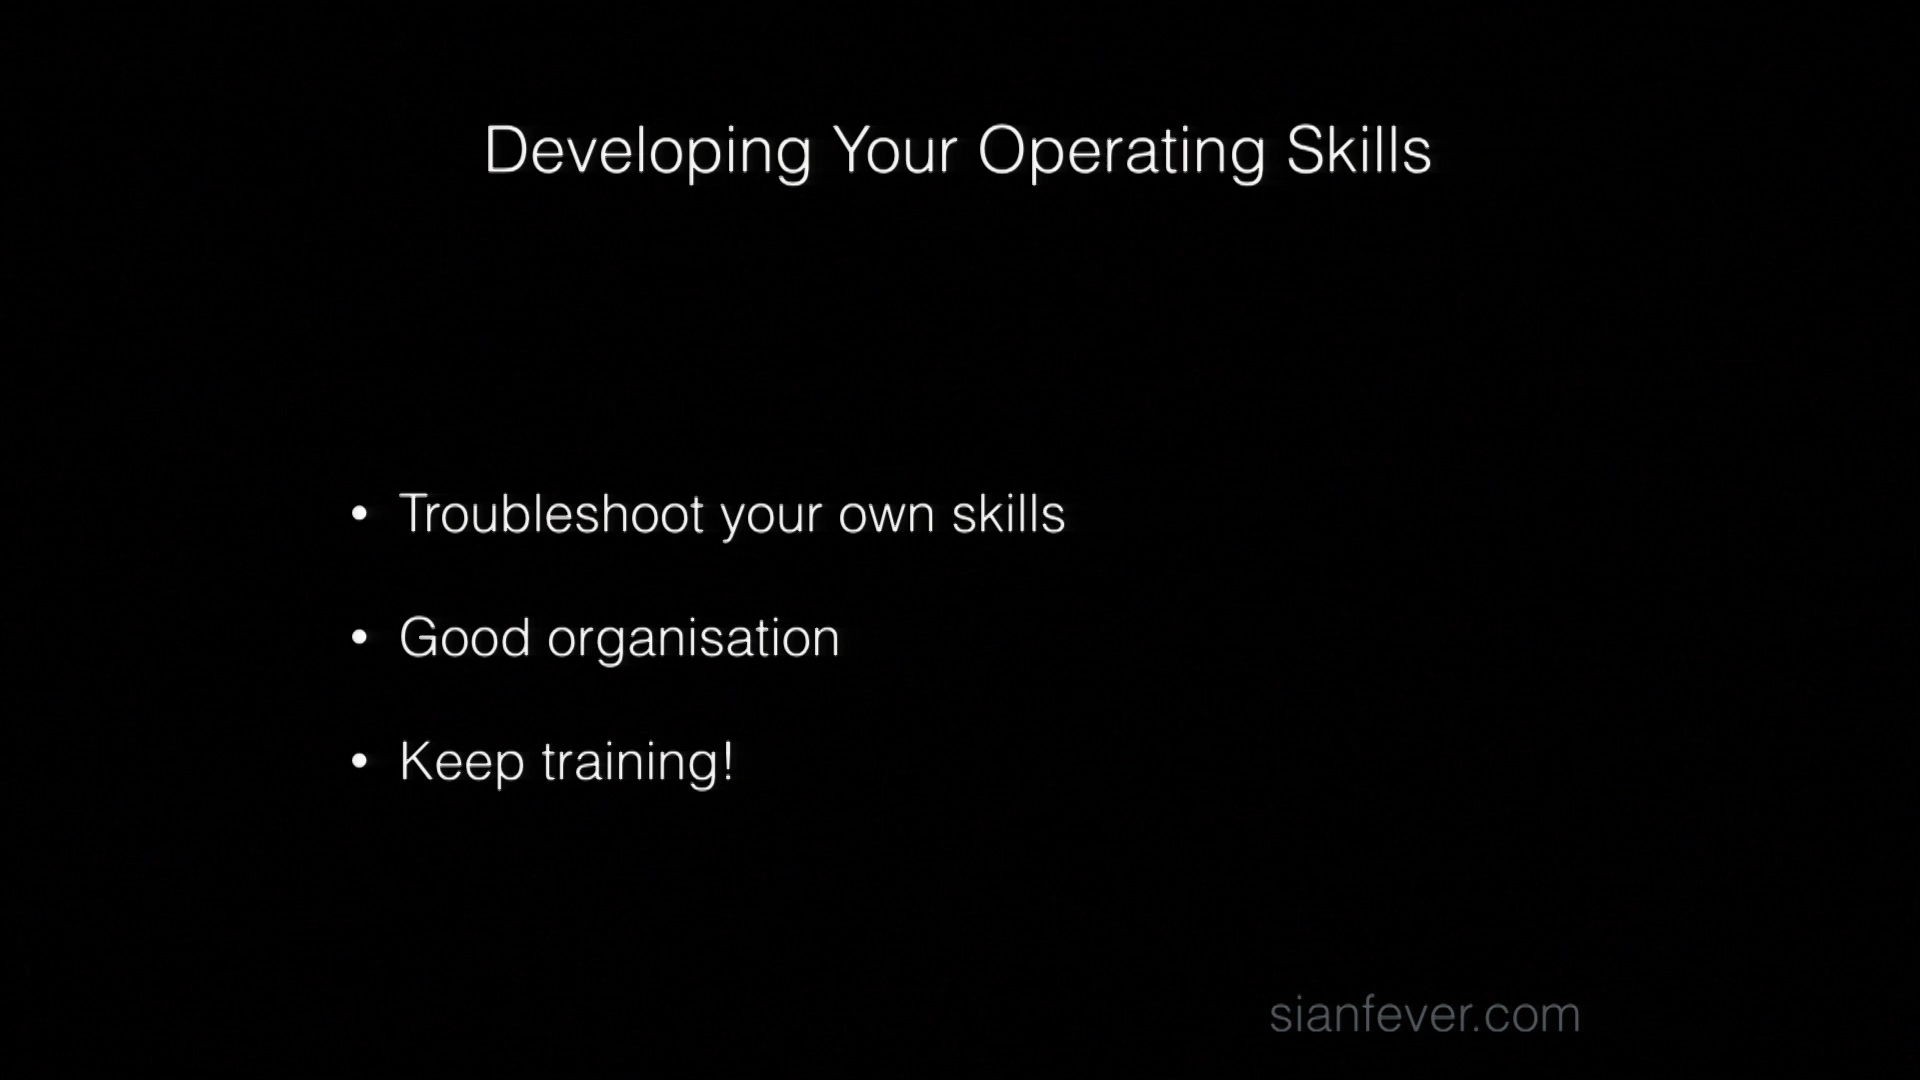 Developing Your Operating Skills
• Troubleshoot your own skills
• Good organisation
• Keep training!
sianfever.com